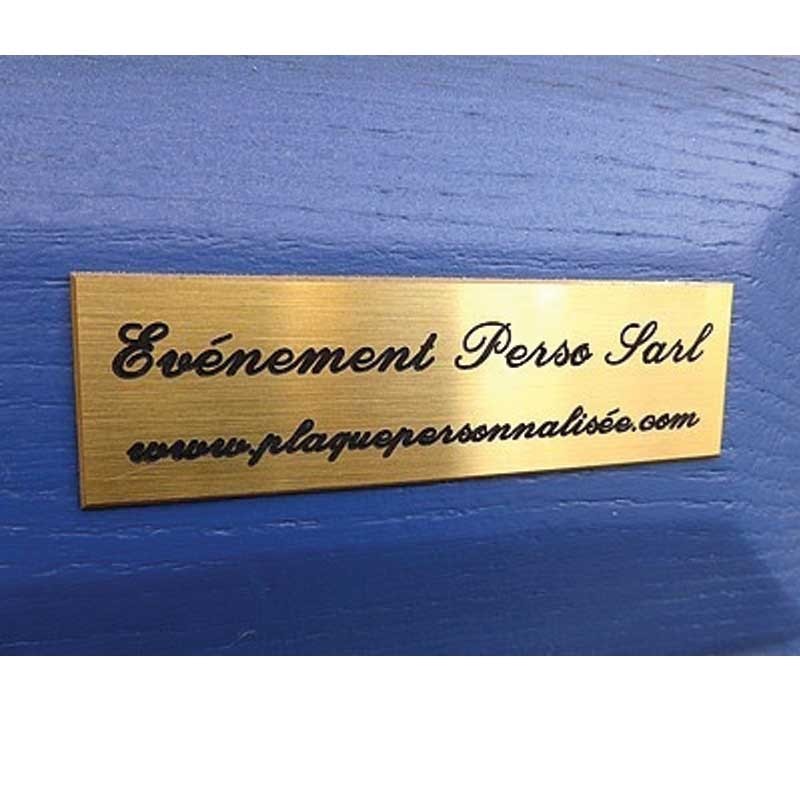 Evénement Perso Sarl
www.plaquepersonnalisée.com